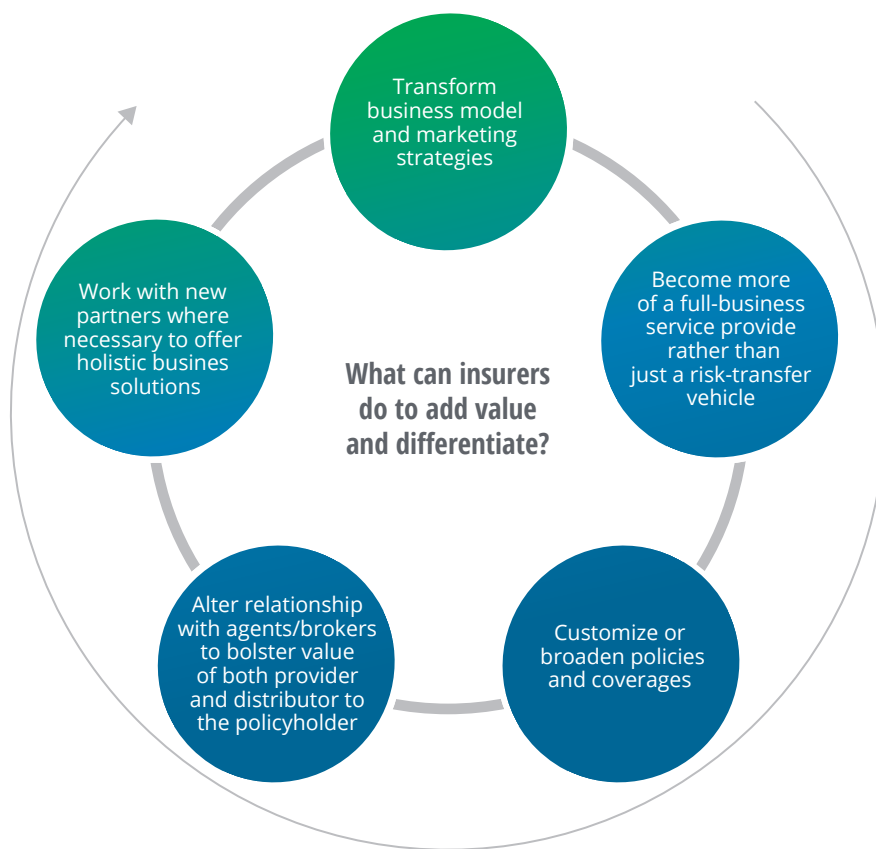 Transform
business model
and marketing
strategies
Become more
of a full-business
service provide
rather than
just a risk-transfer
vehicle
Customize or
broaden policies
and coverages
Alter relationship
with agents/brokers
to bolster value
of both provider
and distributor to
the policyholder
Work with new
partners where
necessary to offer
holistic busines
solutions
What can insurers
do to add value
and differentiate?